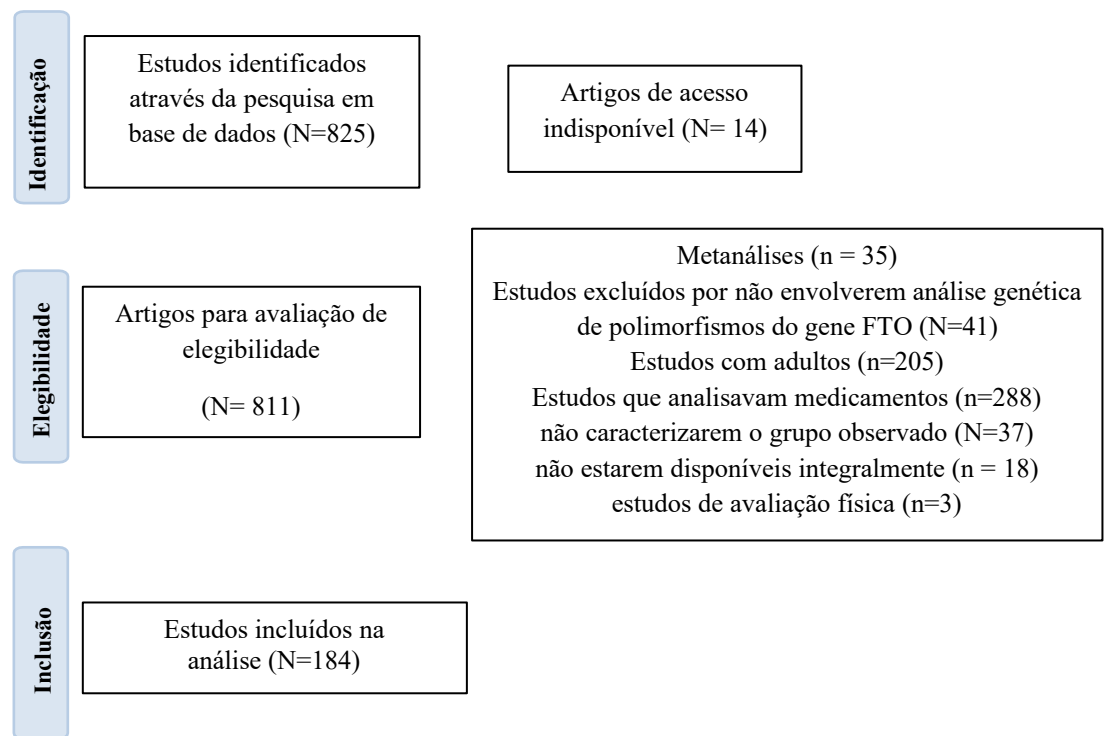 Identificação
Estudos identificados
através da pesquisa em
base de dados (N=825)
Artigos de acesso
indisponível (N= 14)
Elegibilidade
Artigos para avaliação de
elegibilidade
(N= 811)
Metanálises (n = 35)
Estudos excluídos por não envolverem análise genética
de polimorfismos do gene FTO (N=41)
Estudos com adultos (n=205)
Estudos que analisavam medicamentos (n=288)
não caracterizarem o grupo observado (N=37)
não estarem disponíveis integralmente (n = 18)
estudos de avaliação física (n=3)
Inclusão
Estudos incluídos na
análise (N=184)